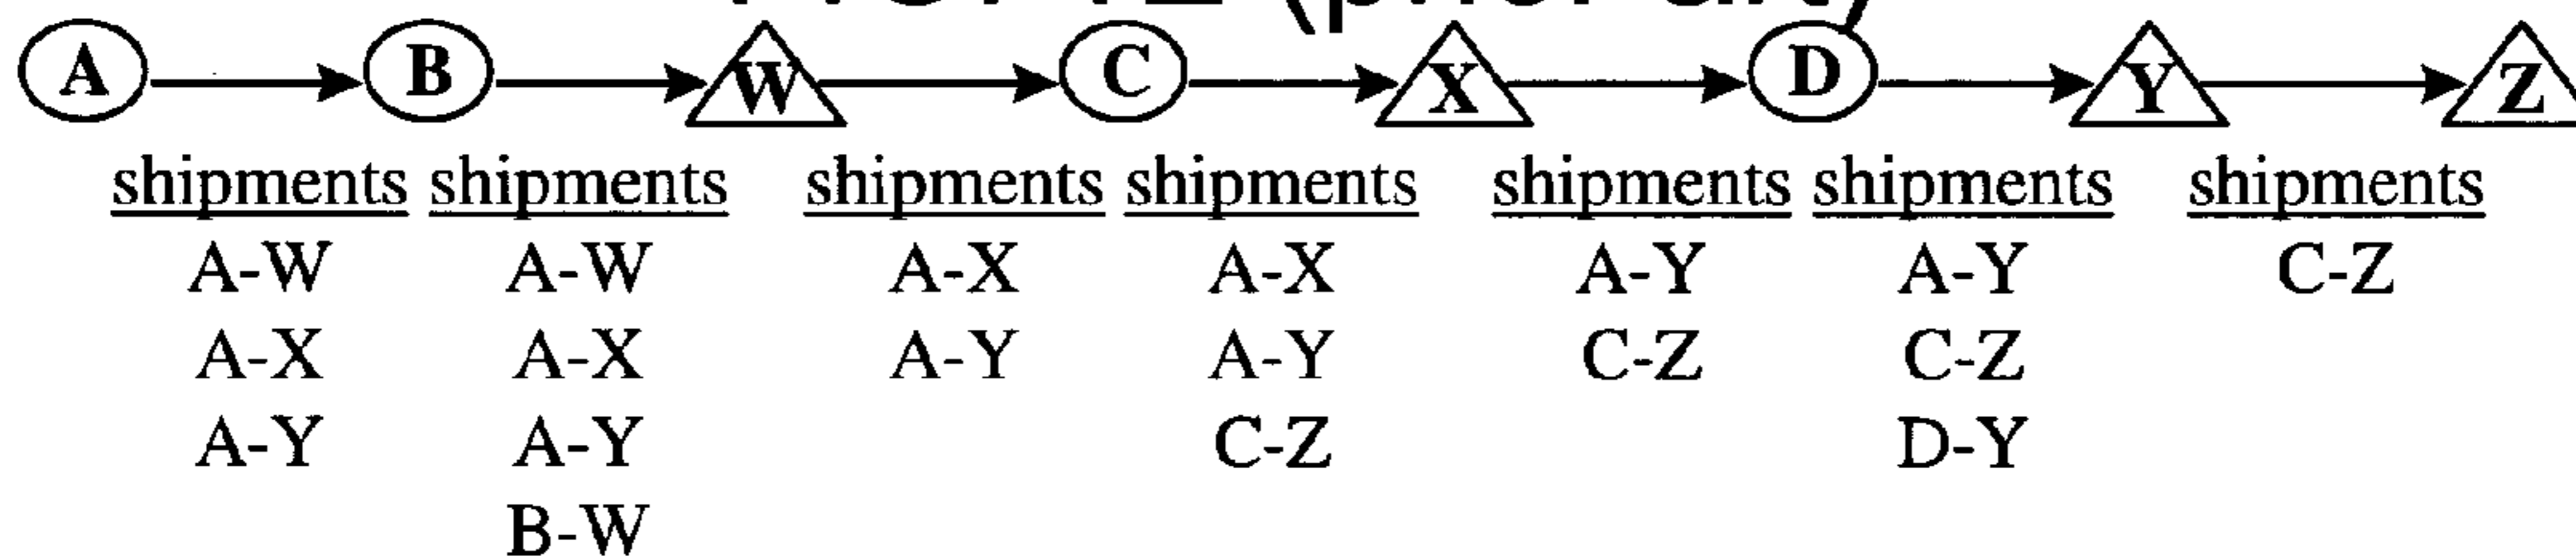 A B W C X D Y Z
shipments shipments shipments shipments shipments shipments shipments
A-W A-W A-X A-X A-Y A-Y C-Z
A-X A-X A-Y A-Y C-Z C-Z
A-Y A-Y C-Z D-Y
B-W